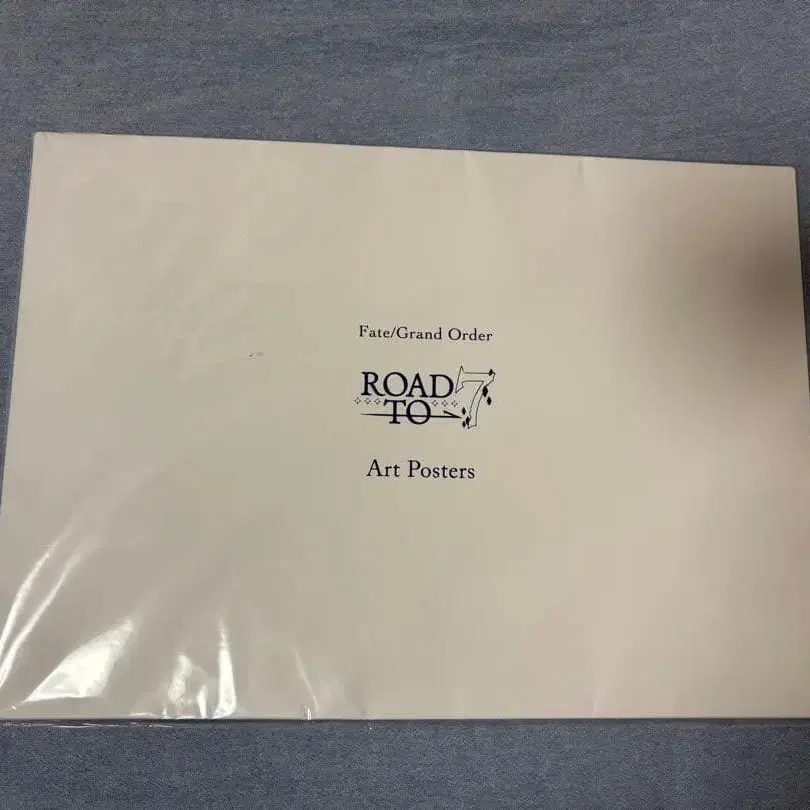 Fate/Grand Order
ROAD
TO 7
Art Posters